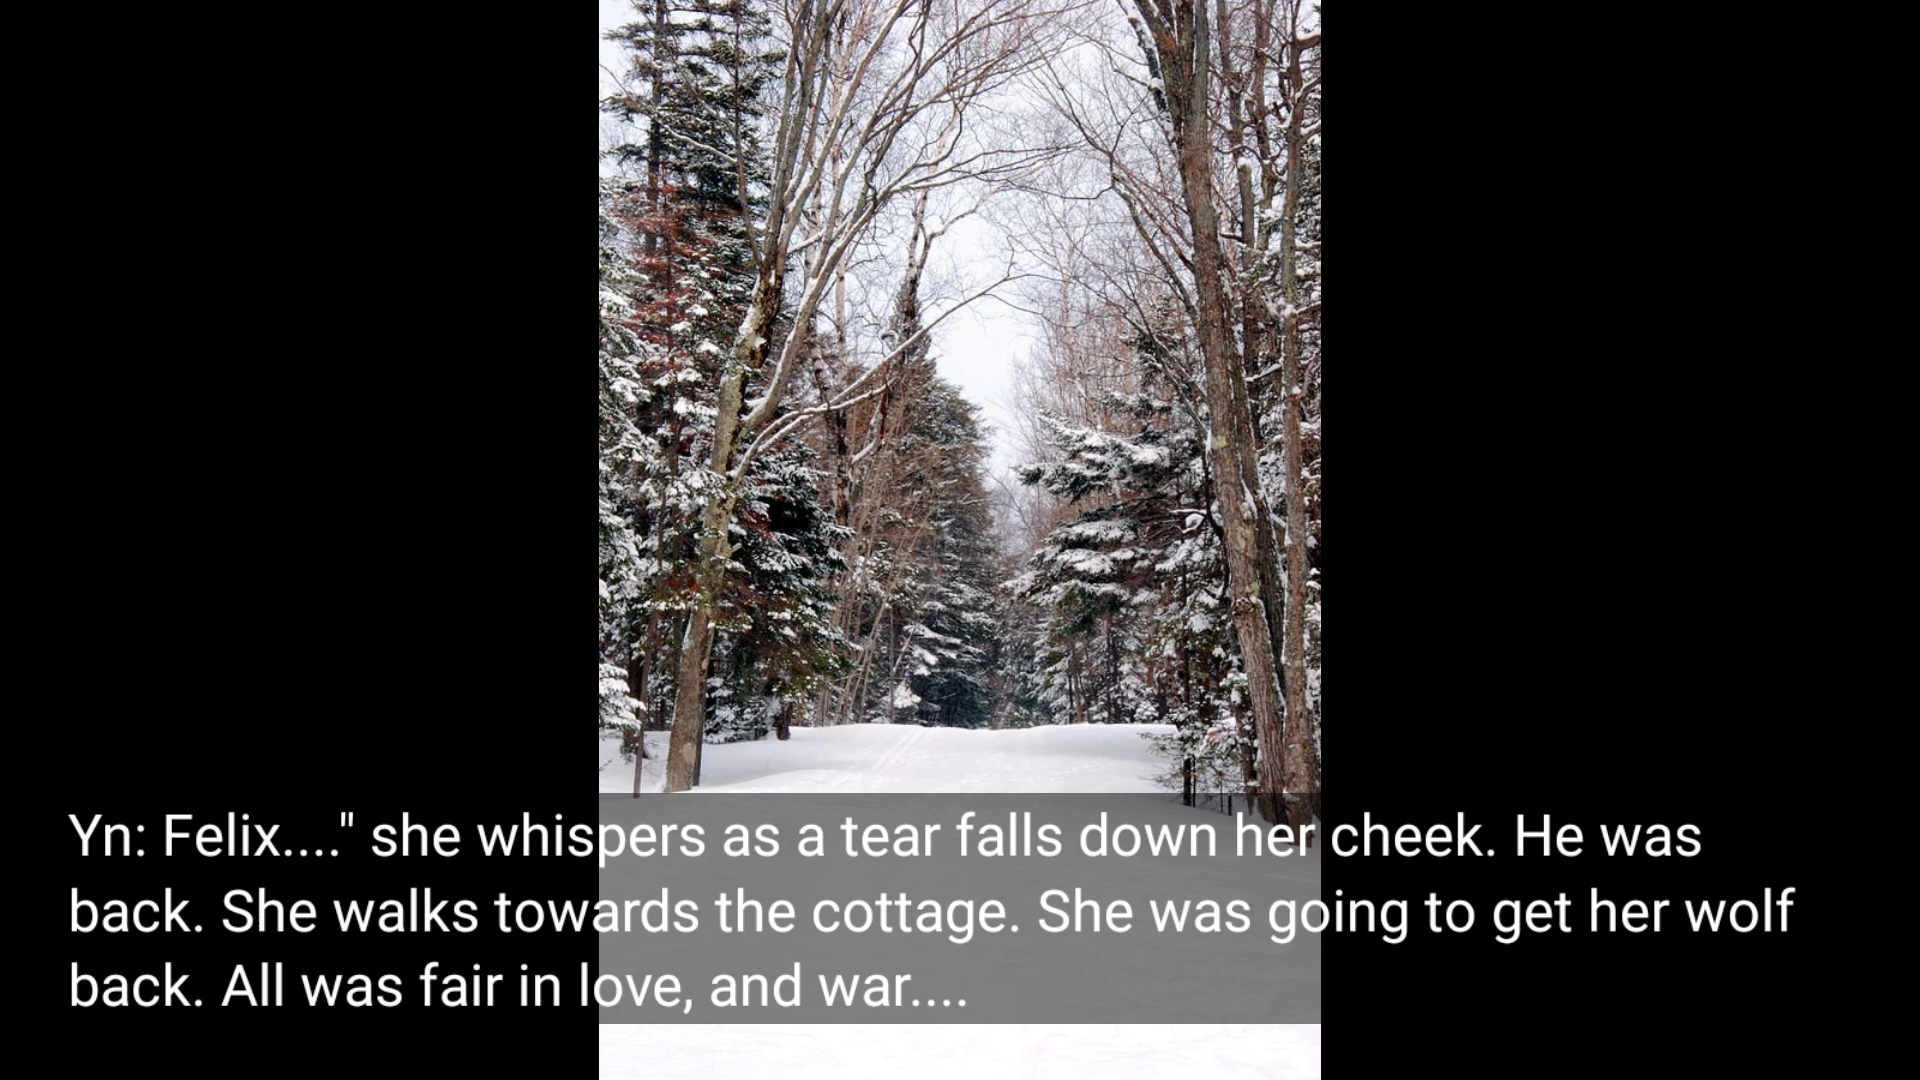 Yn: Felix...." she whispers as a tear falls down her cheek. He was
back. She walks towards the cottage. She was going to get her wolf
back. All was fair in love, and war....